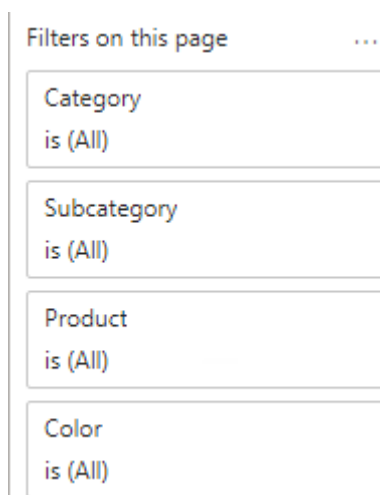 Filters on this page ...
Category
is (All)
Subcategory
is (All)
Product
is (All)
Color
is (All)